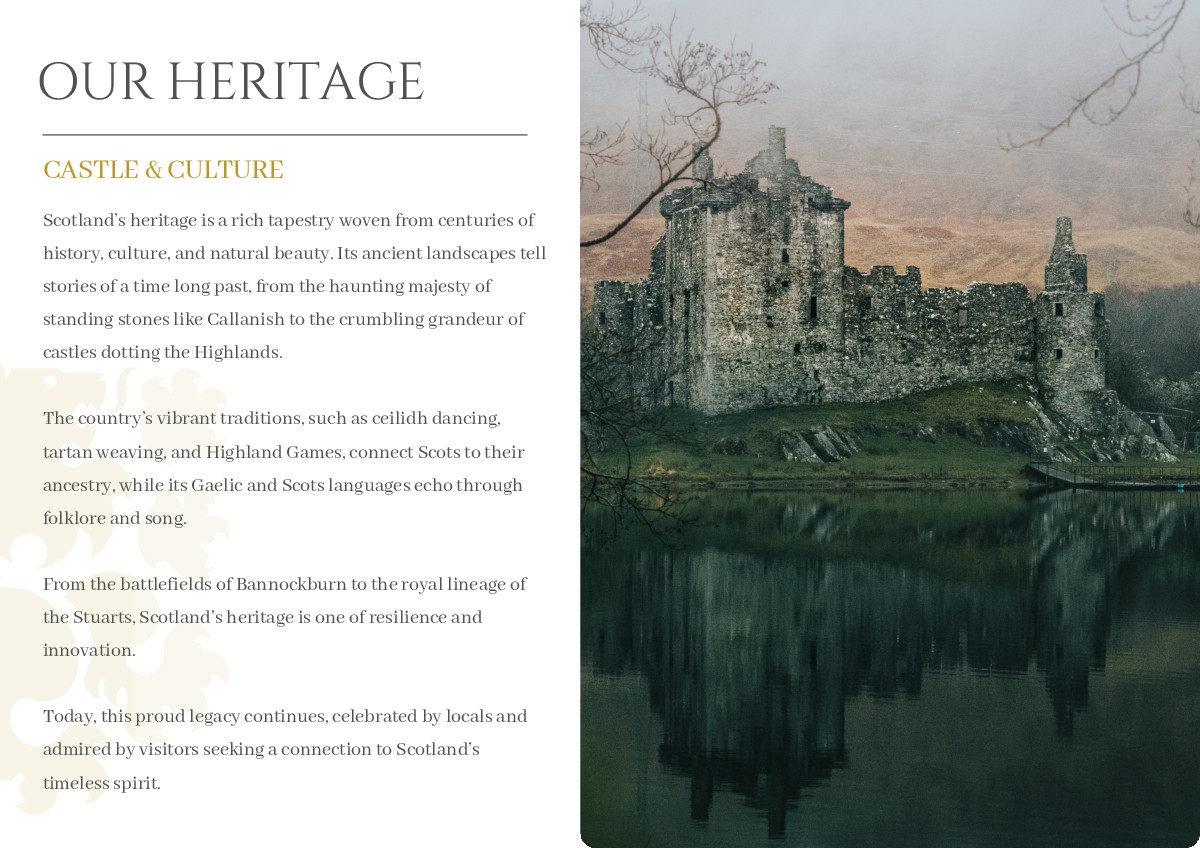 OUR HERITAGE
CASTLE & CULTURE
Scotland’s heritage is a rich tapestry woven from centuries of
history, culture, and natural beauty. Its ancient landscapes tell
stories of a time long past, from the haunting majesty of
standing stones like Callanish to the crumbling grandeur of
castles dotting the Highlands.
The country’s vibrant traditions, such as ceilidh dancing,
tartan weaving, and Highland Games, connect Scots to their
ancestry, while its Gaelic and Scots languages echo through
folklore and song.
From the battlefields of Bannockburn to the royal lineage of
the Stuarts, Scotland’s heritage is one of resilience and
innovation.
Today, this proud legacy continues, celebrated by locals and
admired by visitors seeking a connection to Scotland’s
timeless spirit.